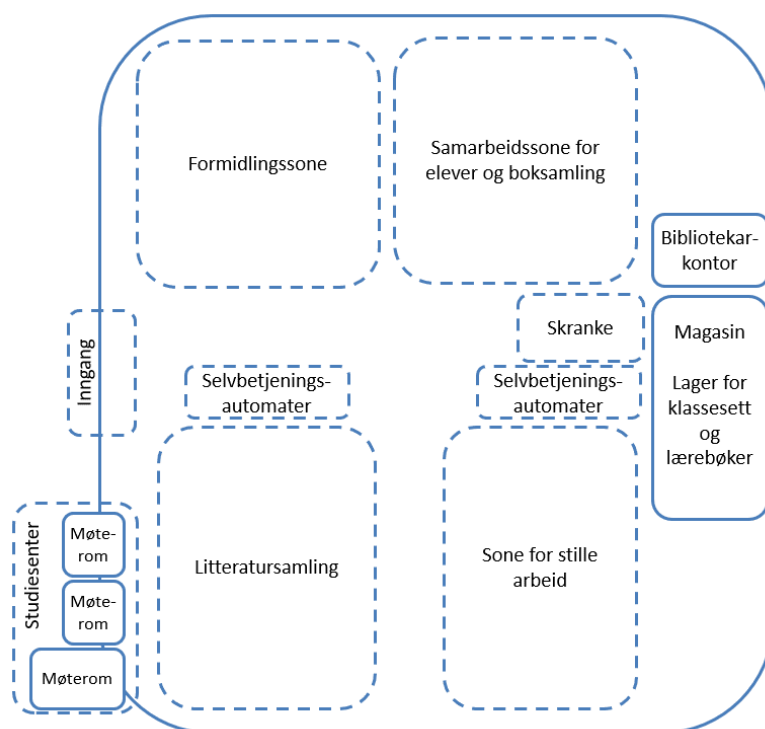 Formidlingssone
Samarbeidssone for
elever og boksamling
Bibliotekar-
kontor
Inngang
Skranke
Magasin
Lager for
klassesett
og
lærebøker
Selvbetjenings-
automater
Selvbetjenings-
automater
Studiesenter
Møte-
rom
Møte-
rom
Møterom
Litteratursamling
Sone for stille
arbeid